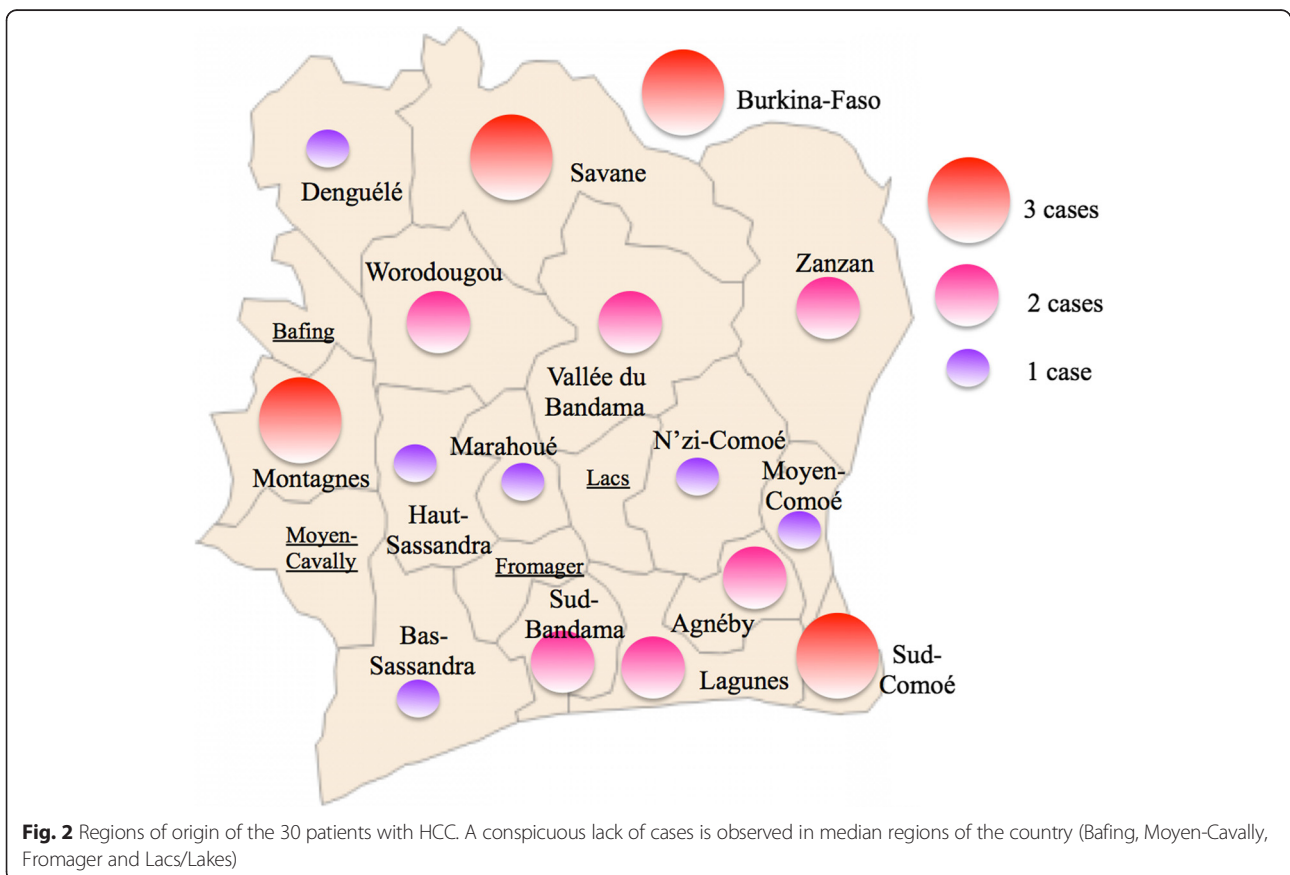 Burkina-Faso
Savane
Denguélé
3 cases
Zanzan
Worodougou
2 cases
Bafing
1 case
Vallée du
Bandama
N'zi-Comoé
Marahoué
Moyen-
Comoé
Lacs
Montagnes
Haut-
Sassandra
Moyen-
Cavally
Fromager
Sud-
Bandama
Agnéby
Bas-
Sassandra
Lagunes
Sud-
Comoé
Fig. 2 Regions of origin of the 30 patients with HCC. A conspicuous lack of cases is observed in median regions of the country (Bafing, Moyen-Cavally,
Fromager and Lacs/Lakes)